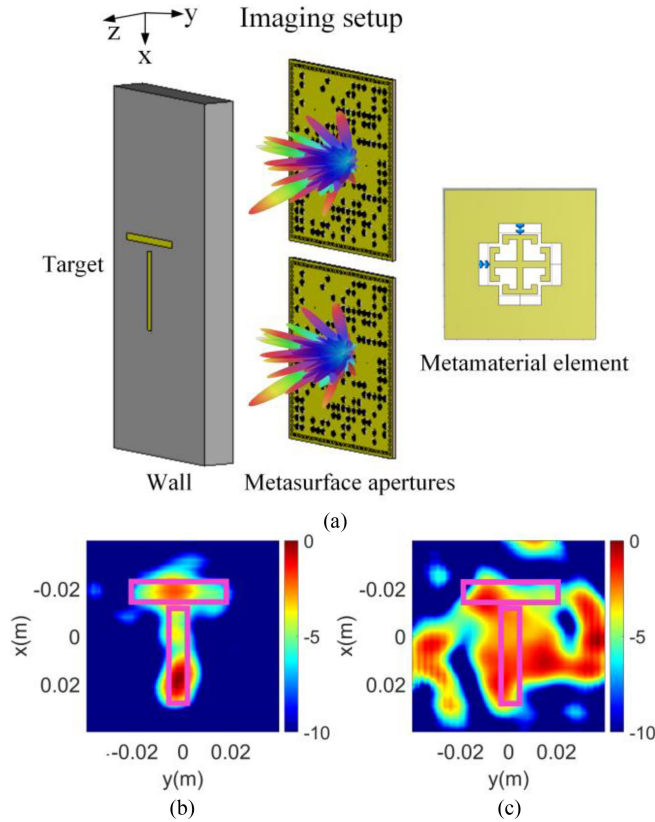 Imaging setup
y
z
x
Target
Metamaterial element
Wall
Metasurface apertures
(a)
0
-0.02
x(m)
0
-5
0.02
-10
-0.02
0
0.02
y(m)
(b)
0
-0.02
x(m)
0
-5
0.02
-10
-0.02
0
0.02
y(m)
(c)